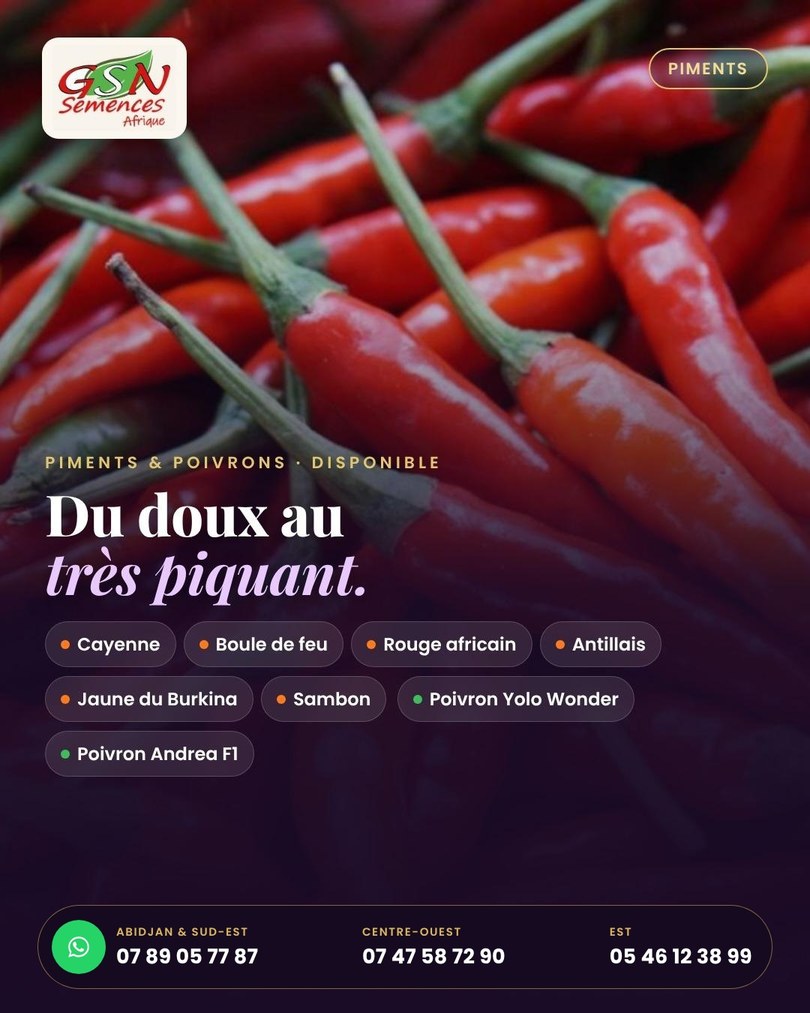 GSN
Semences
Afrique
PIMENTS
PIMENTS & POIVRONS · DISPONIBLE
Du doux au
très piquant.
Cayenne
Boule de feu
Rouge africain
Antillais
Jaune du Burkina
Sambon
Poivron Yolo Wonder
Poivron Andrea F1
ABIDJAN & SUD-EST
07 89 05 77 87
CENTRE-OUEST
07 47 58 72 90
EST
05 46 12 38 99